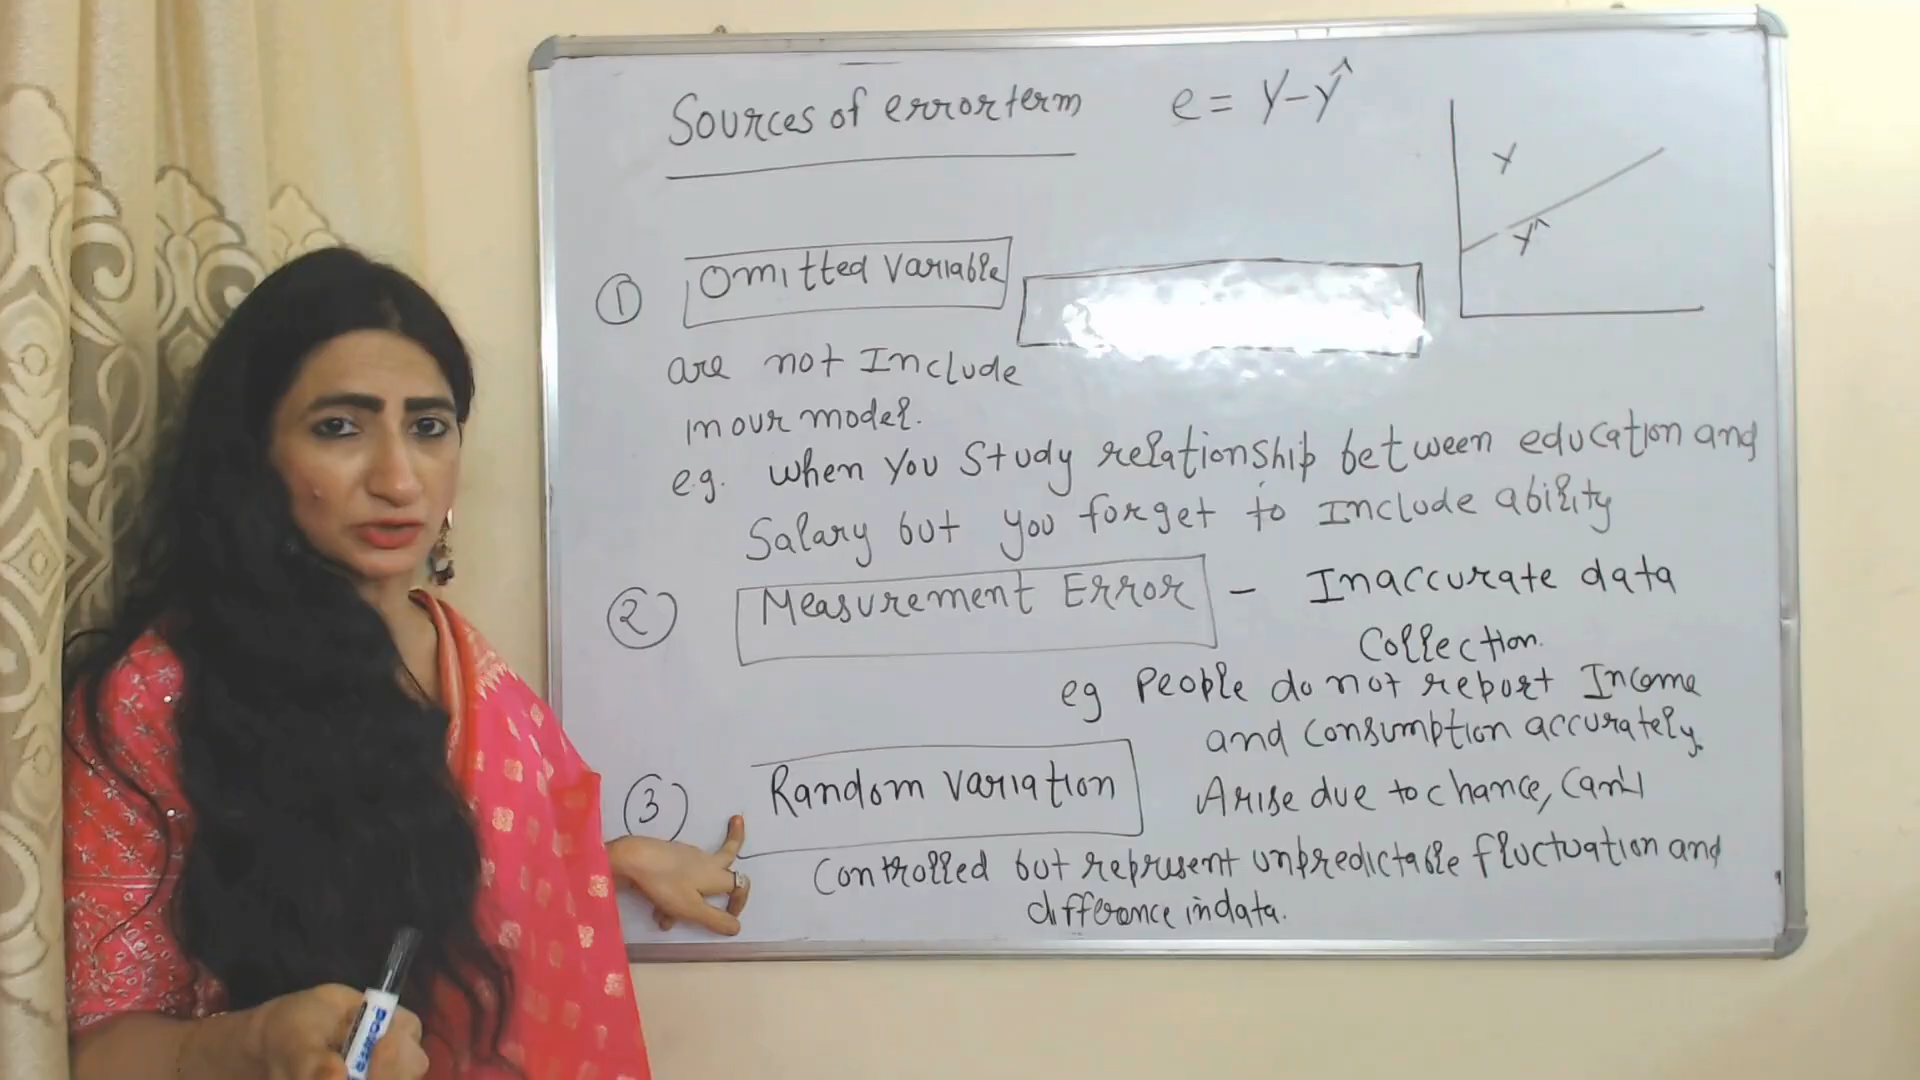 Sources of error term
e = Y - Ŷ
Y
Ŷ
① Omitted Variable
are not Include
in our model.
e.g. when you Study relationship between education and
Salary but you forget to Include ability
② Measurement Error - Inaccurate data
Collection.
eg People do not report Income
and Consumption accurately.
③ Random Variation
Arise due to chance, Can't
Controlled but represent unpredictable fluctuation and
difference in data.